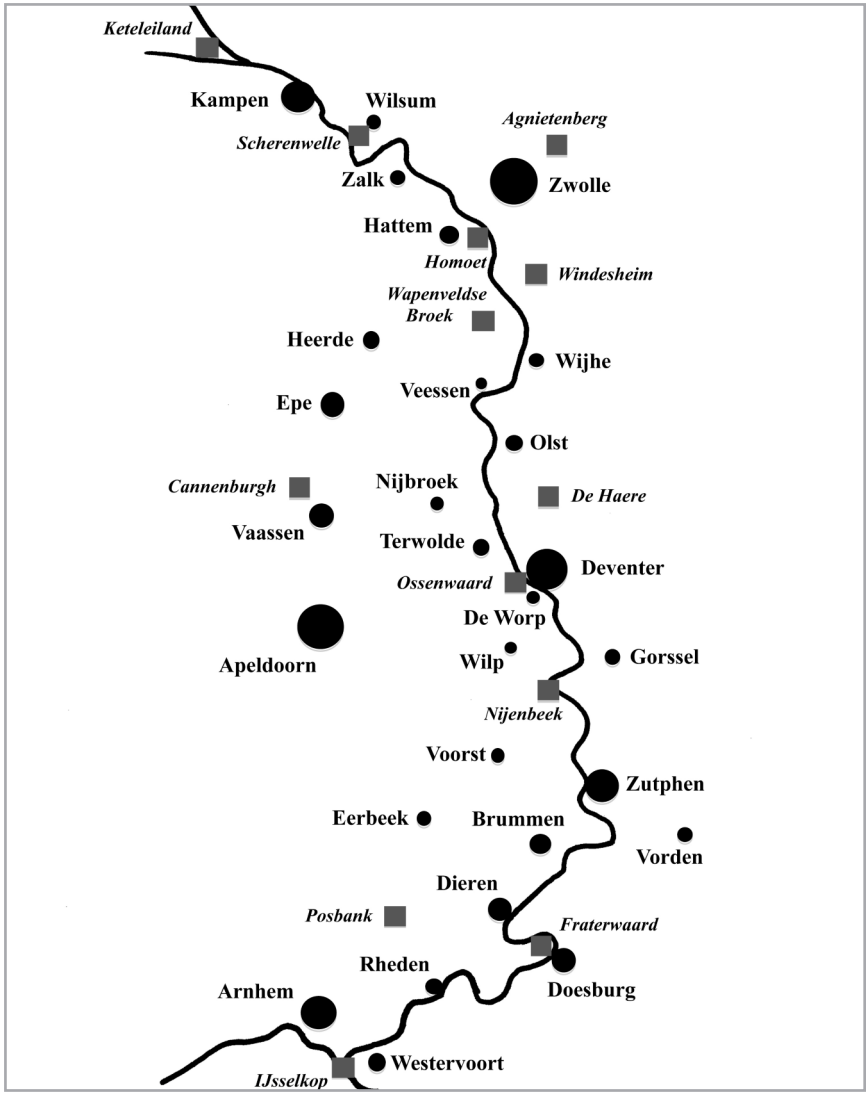 Keteleiland
Kampen
Wilsum
Agnietenberg
Scherenwelle
Zalk
Zwolle
Hattem
Homoet
Windesheim
Wapenveldse
Broek
Heerde
Wijhe
Veessen
Epe
Olst
Nijbroek
Cannenburgh
De Haere
Vaassen
Terwolde
Deventer
Ossenwaard
De Worp
Wilp
Gorssel
Apeldoorn
Nijenbeek
Voorst
Zutphen
Eerbeek
Brummen
Vorden
Dieren
Posbank
Fraterwaard
Rheden
Doesburg
Arnhem
Westervoort
IJsselkop